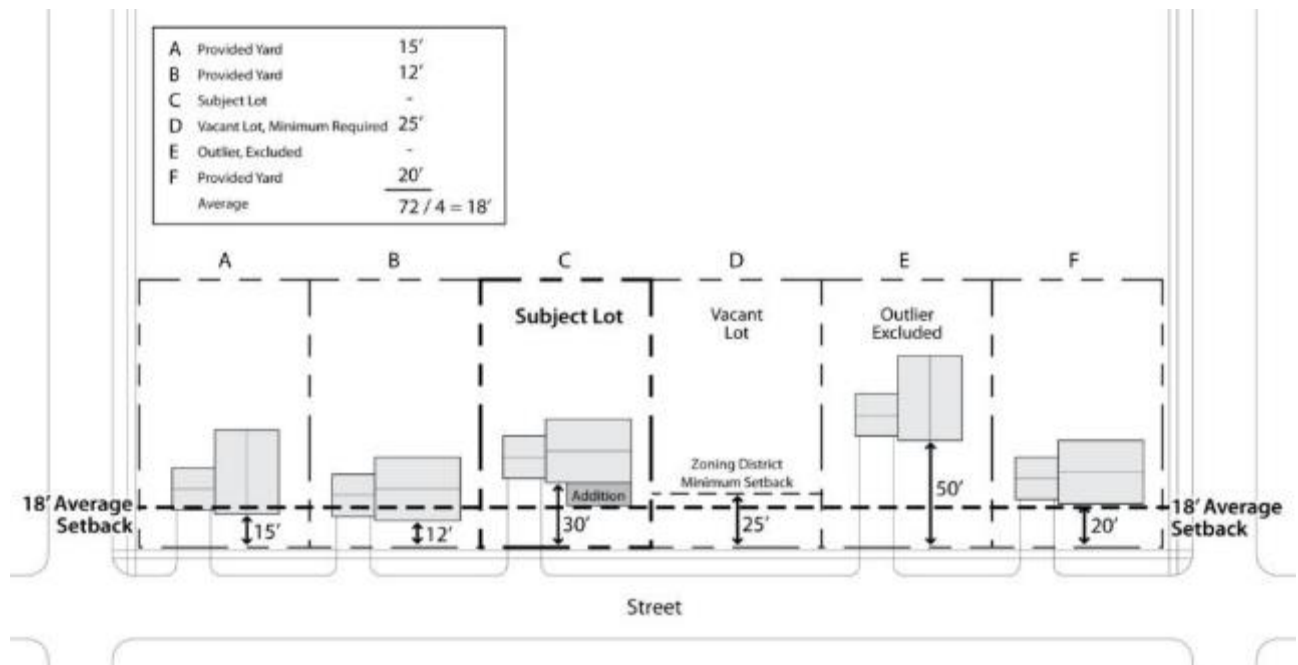 A Provided Yard 15'
B Provided Yard 12'
C Subject Lot -
D Vacant Lot, Minimum Required 25'
E Outlier, Excluded -
F Provided Yard 20'
Average 72 / 4 = 18'
A B C D E F
Subject Lot
Vacant
Lot
Outlier
Excluded
Zoning District
Minimum Setback
Addition
18' Average
Setback
15'
12'
30'
25'
50'
20'
18' Average
Setback
Street